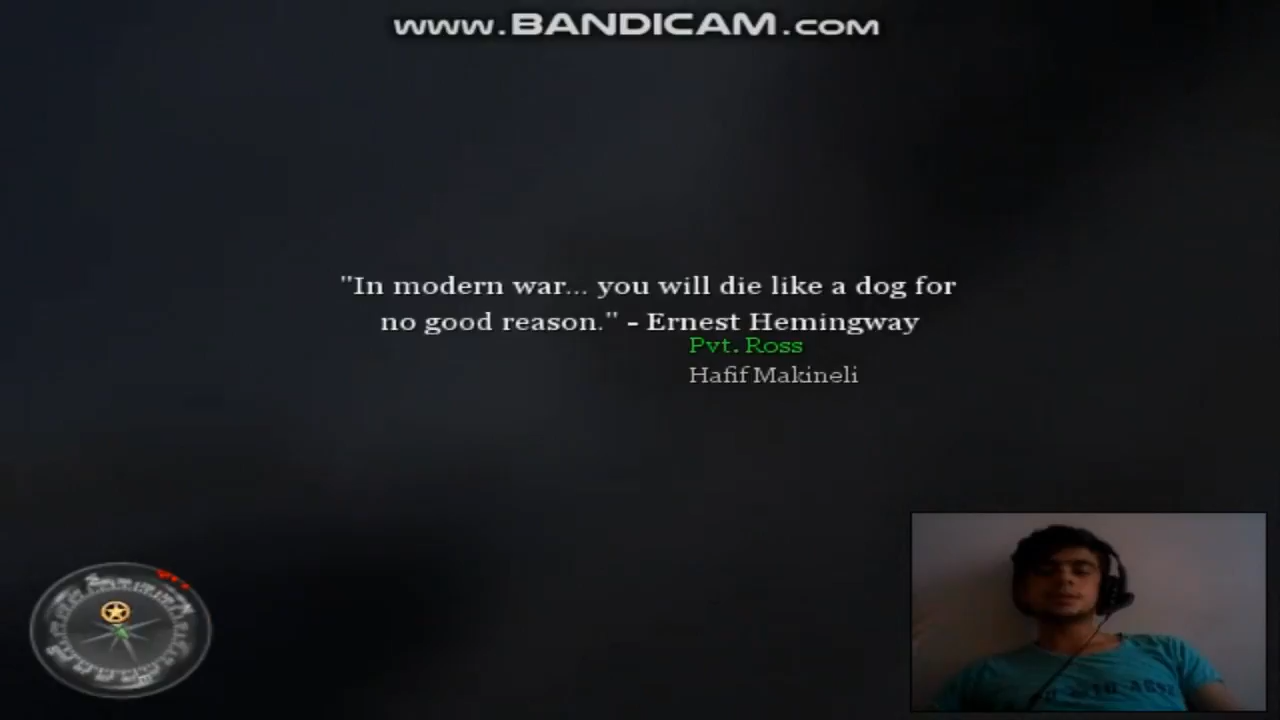 www.BANDICAM.com
"In modern war... you will die like a dog for
no good reason." - Ernest Hemingway
Pvt. Ross
Hafif Makineli